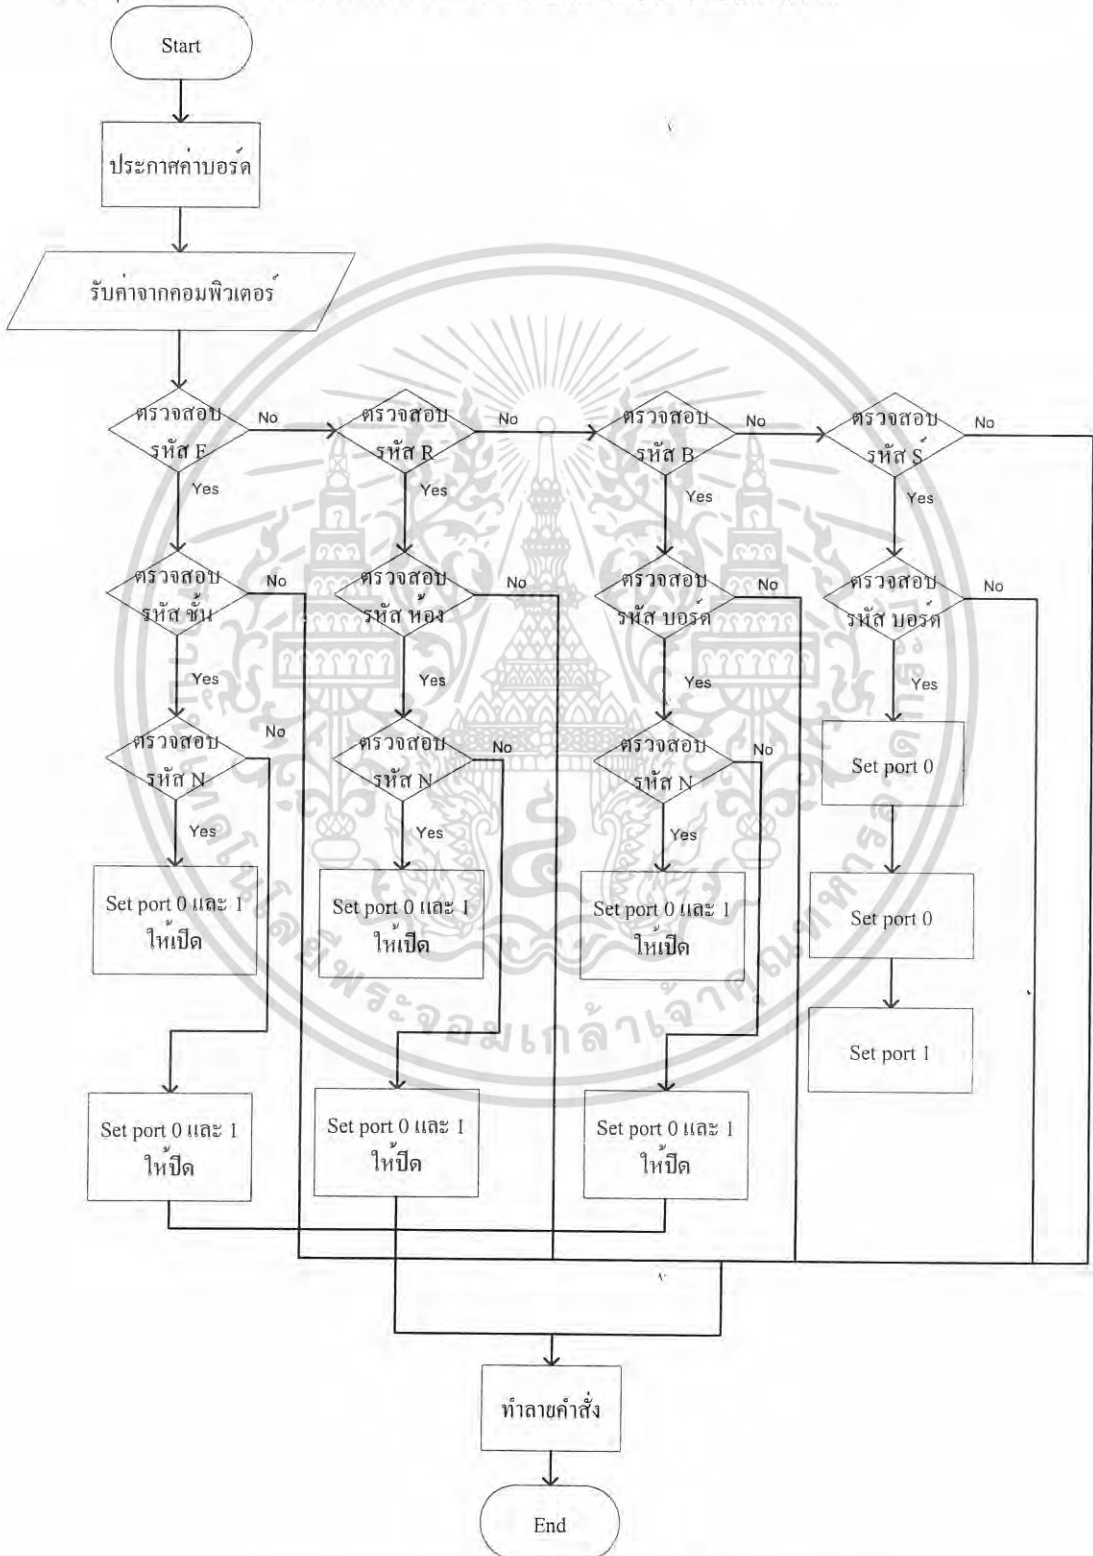 Start
ประกาศค่าบอร์ด
รับค่าจากคอมพิวเตอร์
ตรวจสอบ
รหัส F
No
ตรวจสอบ
รหัส R
No
ตรวจสอบ
รหัส B
No
ตรวจสอบ
รหัส S
No
Yes
Yes
Yes
Yes
ตรวจสอบ
รหัส ชั้น
No
ตรวจสอบ
รหัส ห้อง
No
ตรวจสอบ
รหัส บอร์ด
No
ตรวจสอบ
รหัส บอร์ด
No
Yes
Yes
Yes
Yes
ตรวจสอบ
รหัส N
No
ตรวจสอบ
รหัส N
No
ตรวจสอบ
รหัส N
No
Set port 0
Yes
Yes
Yes
Set port 0 และ 1
ให้เปิด
Set port 0 และ 1
ให้เปิด
Set port 0 และ 1
ให้เปิด
Set port 0
Set port 1
Set port 0 และ 1
ให้ปิด
Set port 0 และ 1
ให้ปิด
Set port 0 และ 1
ให้ปิด
ทำลายคำสั่ง
End